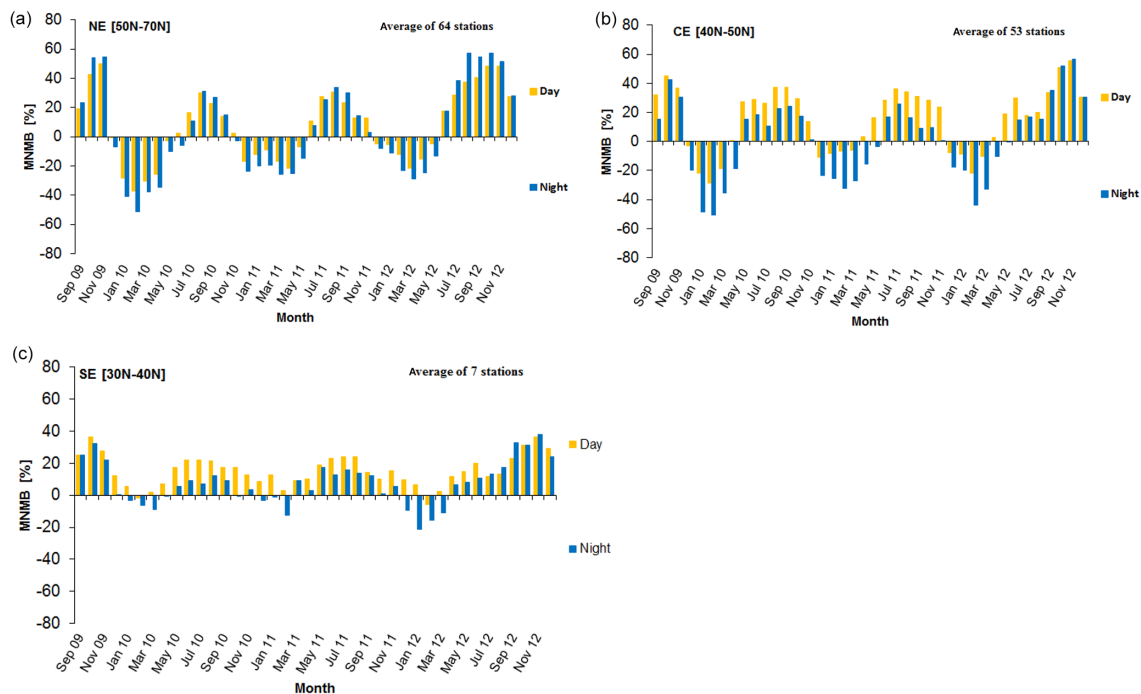 (a)
NE [50N-70N]
Average of 64 stations
MNMB [%]
80
60
40
20
0
-20
-40
-60
-80
Day
Night
Sep 09
Nov 09
Jan 10
Mar 10
May 10
Jul 10
Sep 10
Nov 10
Jan 11
Mar 11
May 11
Jul 11
Sep 11
Nov 11
Jan 12
Mar 12
May 12
Jul 12
Sep 12
Nov 12
Month
(b)
CE [40N-50N]
Average of 53 stations
MNMB [%]
80
60
40
20
0
-20
-40
-60
-80
Day
Night
Sep 09
Nov 09
Jan 10
Mar 10
May 10
Jul 10
Sep 10
Nov 10
Jan 11
Mar 11
May 11
Jul 11
Sep 11
Nov 11
Jan 12
Mar 12
May 12
Jul 12
Sep 12
Nov 12
Month
(c)
SE [30N-40N]
Average of 7 stations
MNMB [%]
80
60
40
20
0
-20
-40
-60
-80
Day
Night
Sep 09
Nov 09
Jan 10
Mar 10
May 10
Jul 10
Sep 10
Nov 10
Jan 11
Mar 11
May 11
Jul 11
Sep 11
Nov 11
Jan 12
Mar 12
May 12
Jul 12
Sep 12
Nov 12
Month